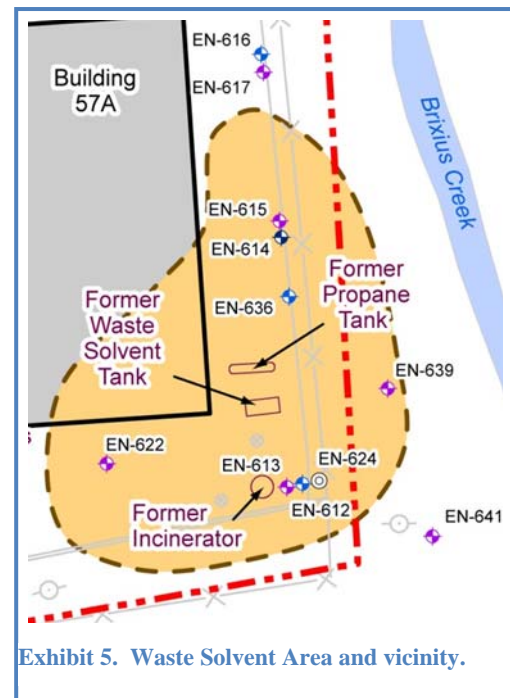 EN-616
Building
57A
EN-617
Brixius Creek
EN-615
EN-614
Former
Propane
Tank
Former
Waste
Solvent
Tank
EN-636
EN-639
EN-622
EN-613
EN-624
EN-612
Former
Incinerator
EN-641
Exhibit 5. Waste Solvent Area and vicinity.